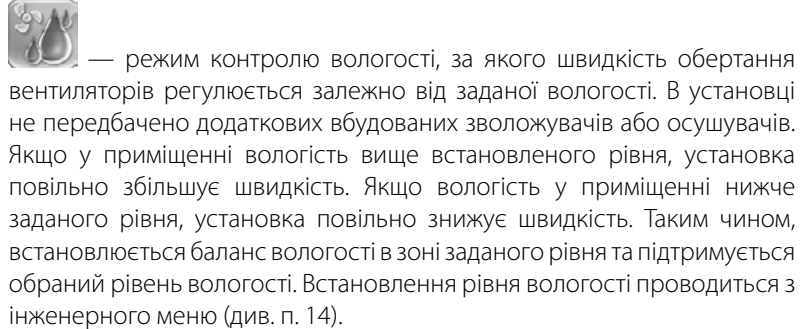 — режим контролю вологості, за якого швидкість обертання
вентиляторів регулюється залежно від заданої вологості. В установці
не передбачено додаткових вбудованих зволожувачів або осушувачів.
Якщо у приміщенні вологість вище встановленого рівня, установка
повільно збільшує швидкість. Якщо вологість у приміщенні нижче
заданого рівня, установка повільно знижує швидкість. Таким чином,
встановлюється баланс вологості в зоні заданого рівня та підтримується
обраний рівень вологості. Встановлення рівня вологості проводиться з
інженерного меню (див. п. 14).